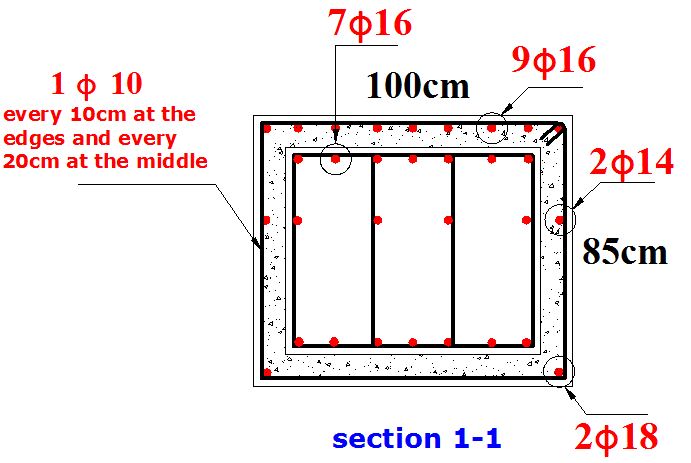 7ϕ16
9ϕ16
100cm
1 ϕ 10
every 10cm at the
edges and every
20cm at the middle
2ϕ14
85cm
2ϕ18
section 1-1